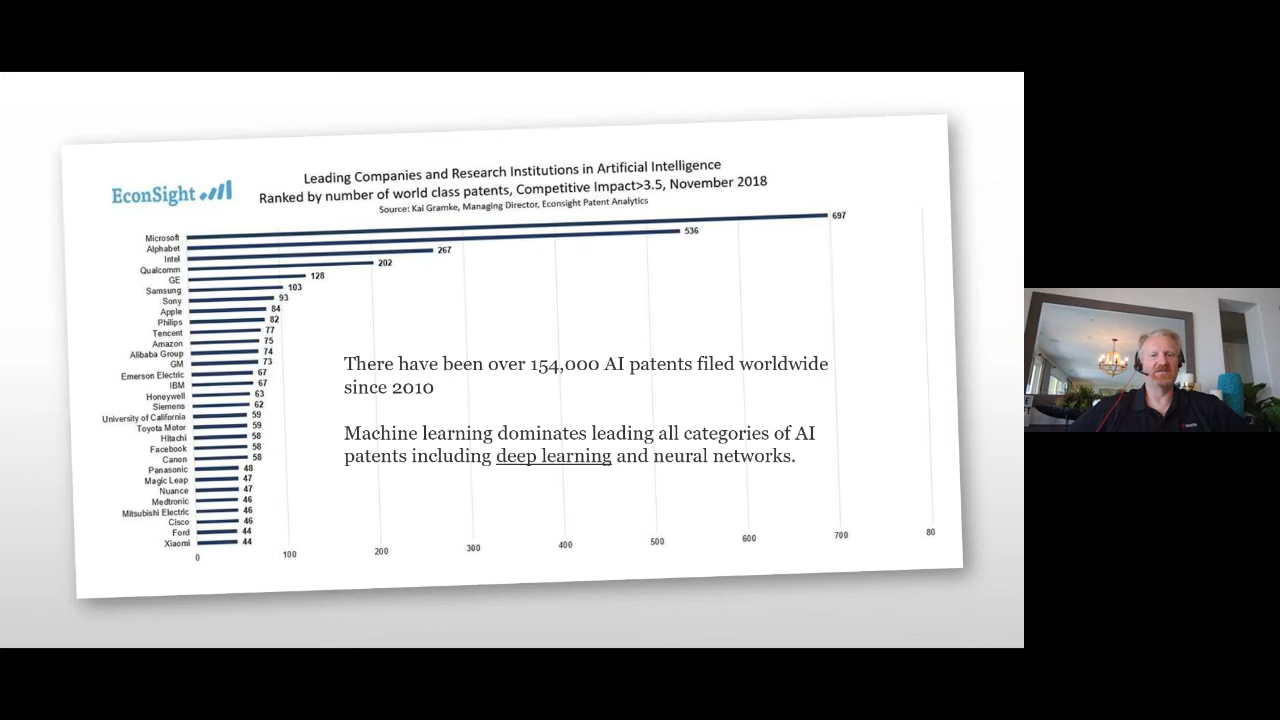 EconSight
Leading Companies and Research Institutions in Artificial Intelligence
Ranked by number of world class patents, Competitive Impact>3.5, November 2018
Source: Kai Gramke, Managing Director, Econsight Patent Analytics
Microsoft 697
Alphabet 536
Intel 267
Qualcomm 202
GE 128
Samsung 103
Sony 93
Apple 84
Philips 82
Tencent 77
Amazon 75
Alibaba Group 74
GM 73
Emerson Electric 67
IBM 67
Honeywell 63
Siemens 62
University of California 59
Toyota Motor 59
Hitachi 58
Facebook 58
Canon 58
Panasonic 48
Magic Leap 47
Nuance 47
Medtronic 46
Mitsubishi Electric 46
Cisco 46
Ford 44
Xiaomi 44
0 100 200 300 400 500 600 700 80
There have been over 154,000 AI patents filed worldwide
since 2010
Machine learning dominates leading all categories of AI
patents including deep learning and neural networks.